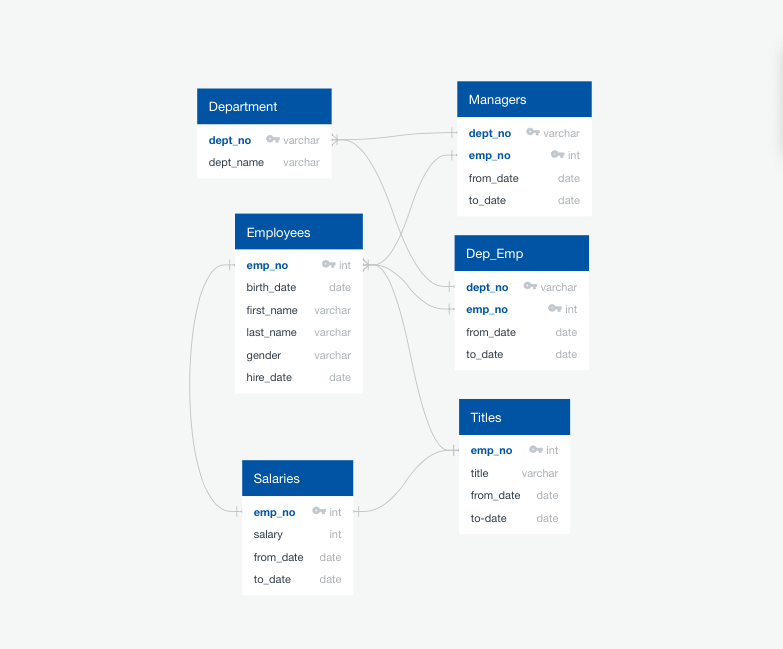 Department
dept_no varchar
dept_name varchar
Managers
dept_no varchar
emp_no int
from_date date
to_date date
Employees
emp_no int
birth_date date
first_name varchar
last_name varchar
gender varchar
hire_date date
Dep_Emp
dept_no varchar
emp_no int
from_date date
to_date date
Titles
emp_no int
title varchar
from_date date
to-date date
Salaries
emp_no int
salary int
from_date date
to_date date